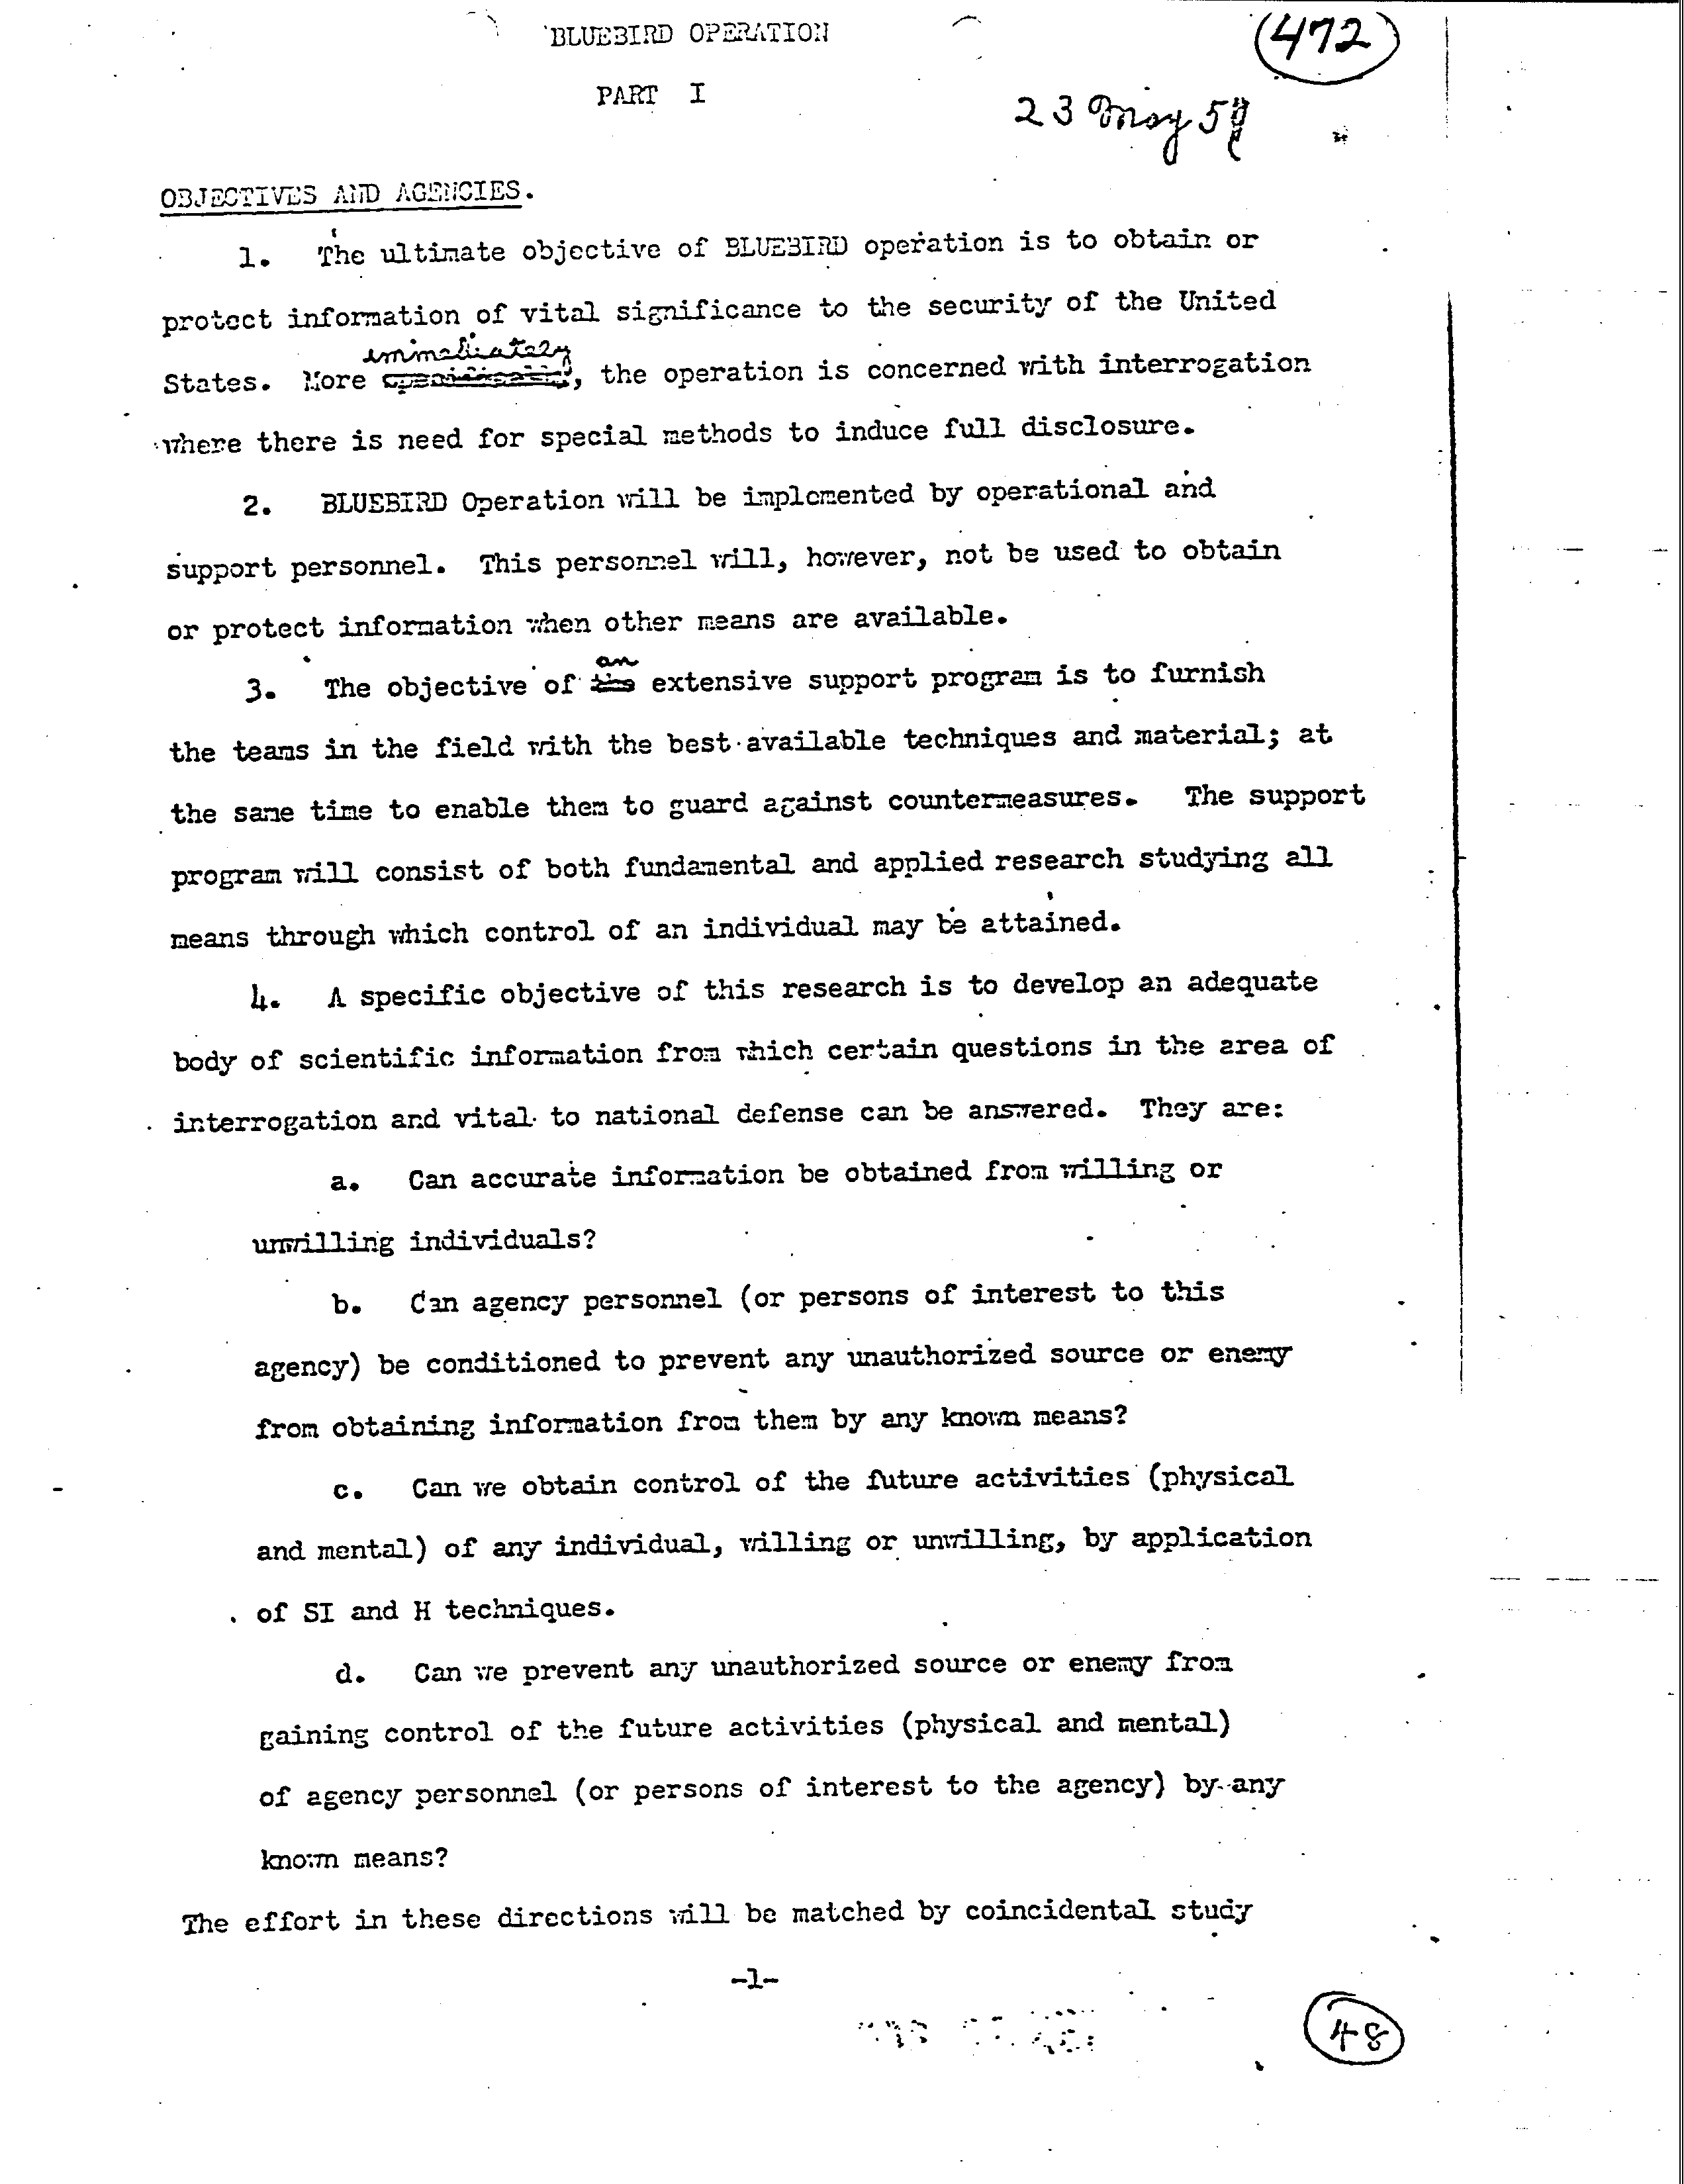 BLUEBIRD OPERATION
(472)
PART I
23 May 5
OBJECTIVES AND AGENCIES.
1. The ultimate objective of BLUEBIRD operation is to obtain or
protect information of vital significance to the security of the United
immediately
States. More , the operation is concerned with interrogation
where there is need for special methods to induce full disclosure.
2. BLUEBIRD Operation will be implemented by operational and
support personnel. This personnel will, however, not be used to obtain
or protect information when other means are available.
an
3. The objective of the extensive support program is to furnish
the teams in the field with the best available techniques and material; at
the same time to enable them to guard against countermeasures. The support
program will consist of both fundamental and applied research studying all
means through which control of an individual may be attained.
4. A specific objective of this research is to develop an adequate
body of scientific information from which certain questions in the area of
interrogation and vital to national defense can be answered. They are:
a. Can accurate information be obtained from willing or
unwilling individuals?
b. Can agency personnel (or persons of interest to this
agency) be conditioned to prevent any unauthorized source or enemy
from obtaining information from them by any known means?
c. Can we obtain control of the future activities (physical
and mental) of any individual, willing or unwilling, by application
of SI and H techniques.
d. Can we prevent any unauthorized source or enemy from
gaining control of the future activities (physical and mental)
of agency personnel (or persons of interest to the agency) by any
known means?
The effort in these directions will be matched by coincidental study
-1-
48